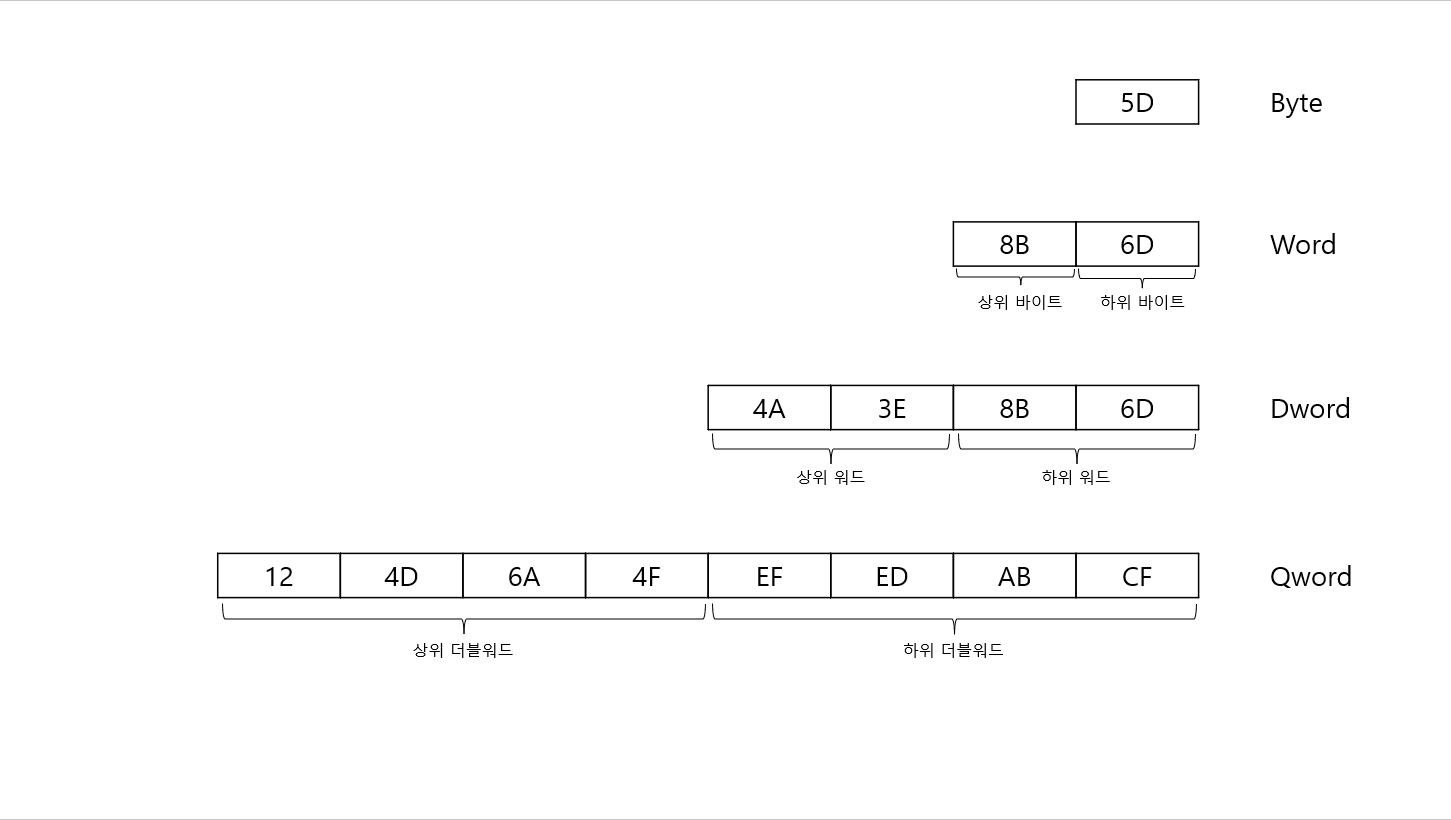 5D Byte
8B 6D Word
상위 바이트 하위 바이트
4A 3E 8B 6D Dword
상위 워드 하위 워드
12 4D 6A 4F EF ED AB CF Qword
상위 더블워드 하위 더블워드